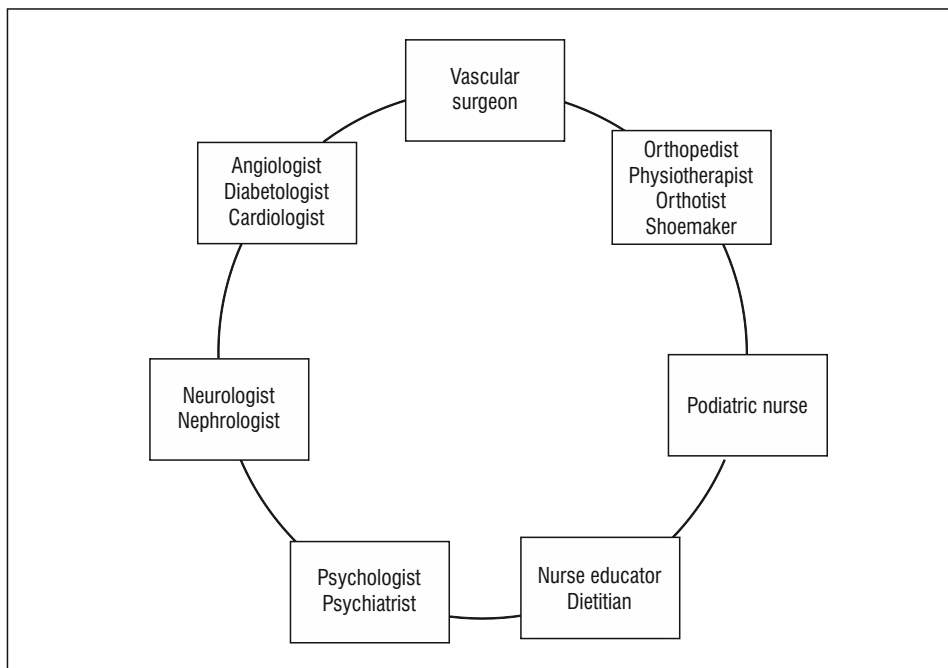 Vascular
surgeon
Orthopedist
Physiotherapist
Orthotist
Shoemaker
Podiatric nurse
Nurse educator
Dietitian
Psychologist
Psychiatrist
Neurologist
Nephrologist
Angiologist
Diabetologist
Cardiologist